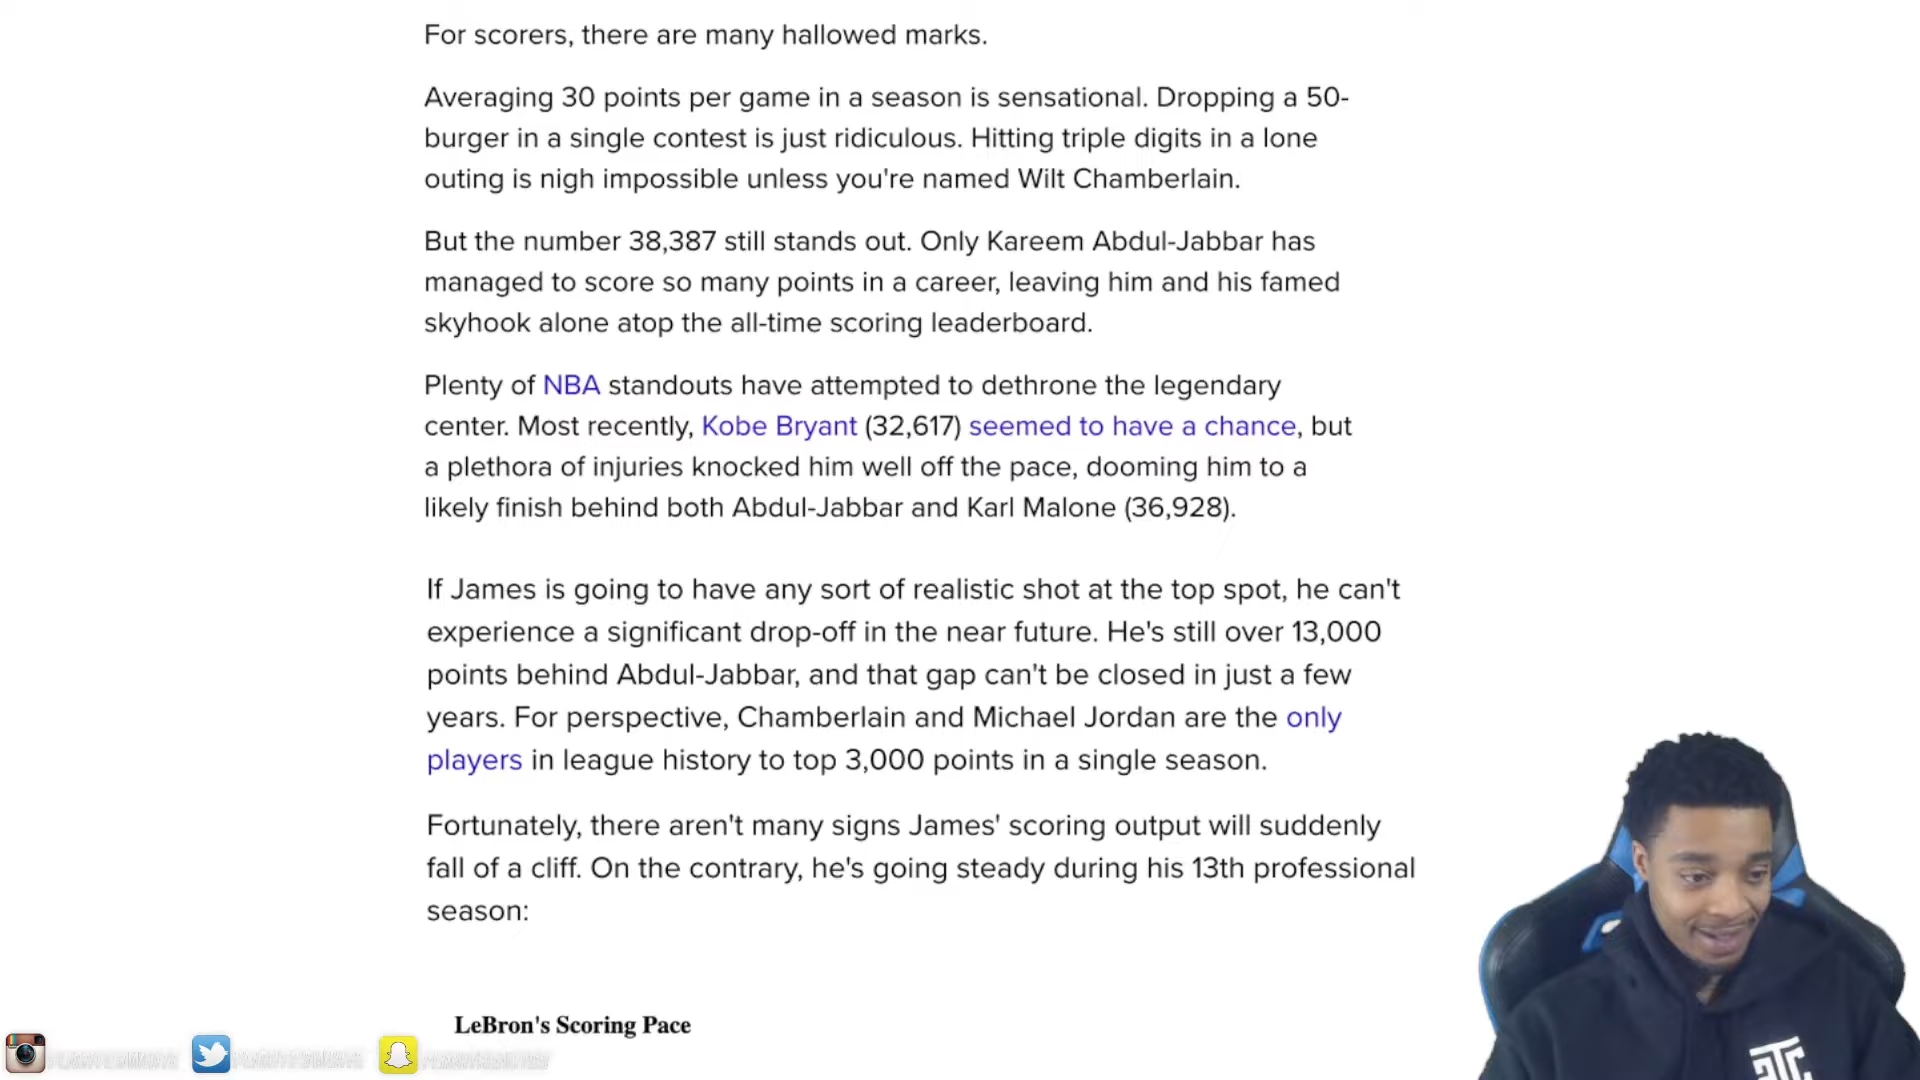 For scorers, there are many hallowed marks.
Averaging 30 points per game in a season is sensational. Dropping a 50-
burger in a single contest is just ridiculous. Hitting triple digits in a lone
outing is nigh impossible unless you're named Wilt Chamberlain.
But the number 38,387 still stands out. Only Kareem Abdul-Jabbar has
managed to score so many points in a career, leaving him and his famed
skyhook alone atop the all-time scoring leaderboard.
Plenty of NBA standouts have attempted to dethrone the legendary
center. Most recently, Kobe Bryant (32,617) seemed to have a chance, but
a plethora of injuries knocked him well off the pace, dooming him to a
likely finish behind both Abdul-Jabbar and Karl Malone (36,928).
If James is going to have any sort of realistic shot at the top spot, he can't
experience a significant drop-off in the near future. He's still over 13,000
points behind Abdul-Jabbar, and that gap can't be closed in just a few
years. For perspective, Chamberlain and Michael Jordan are the only
players in league history to top 3,000 points in a single season.
Fortunately, there aren't many signs James' scoring output will suddenly
fall of a cliff. On the contrary, he's going steady during his 13th professional
season:
LeBron's Scoring Pace